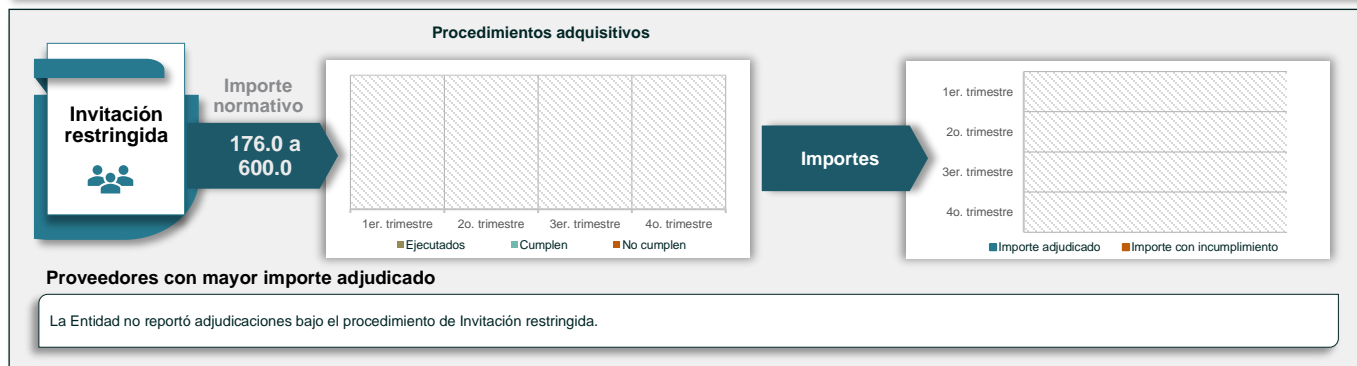 Procedimientos adquisitivos
Invitación
restringida
Importe
normativo
176.0 a
600.0
1er. trimestre
2o. trimestre
3er. trimestre
4o. trimestre
Ejecutados
Cumplen
No cumplen
Importes
1er. trimestre
2o. trimestre
3er. trimestre
4o. trimestre
Importe adjudicado
Importe con incumplimiento
Proveedores con mayor importe adjudicado
La Entidad no reportó adjudicaciones bajo el procedimiento de Invitación restringida.